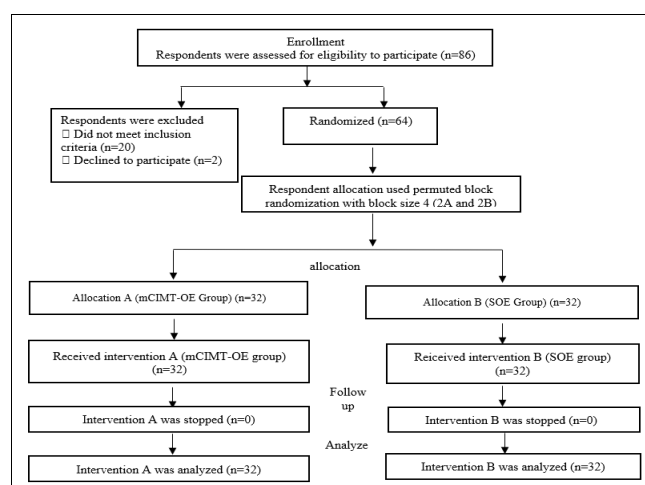 Enrollment
Respondents were assessed for eligibility to participate (n=86)
Respondents were excluded
□ Did not meet inclusion
criteria (n=20)
□ Declined to participate (n=2)
Randomized (n=64)
Respondent allocation used permuted block
randomization with block size 4 (2A and 2B)
allocation
Allocation A (mCIMT-OE Group) (n=32)
Allocation B (SOE Group) (n=32)
Received intervention A (mCIMT-OE group)
(n=32)
Reiceived intervention B (SOE group)
(n=32)
Follow
up
Intervention A was stopped (n=0)
Intervention B was stopped (n=0)
Analyze
Intervention A was analyzed (n=32)
Intervention B was analyzed (n=32)